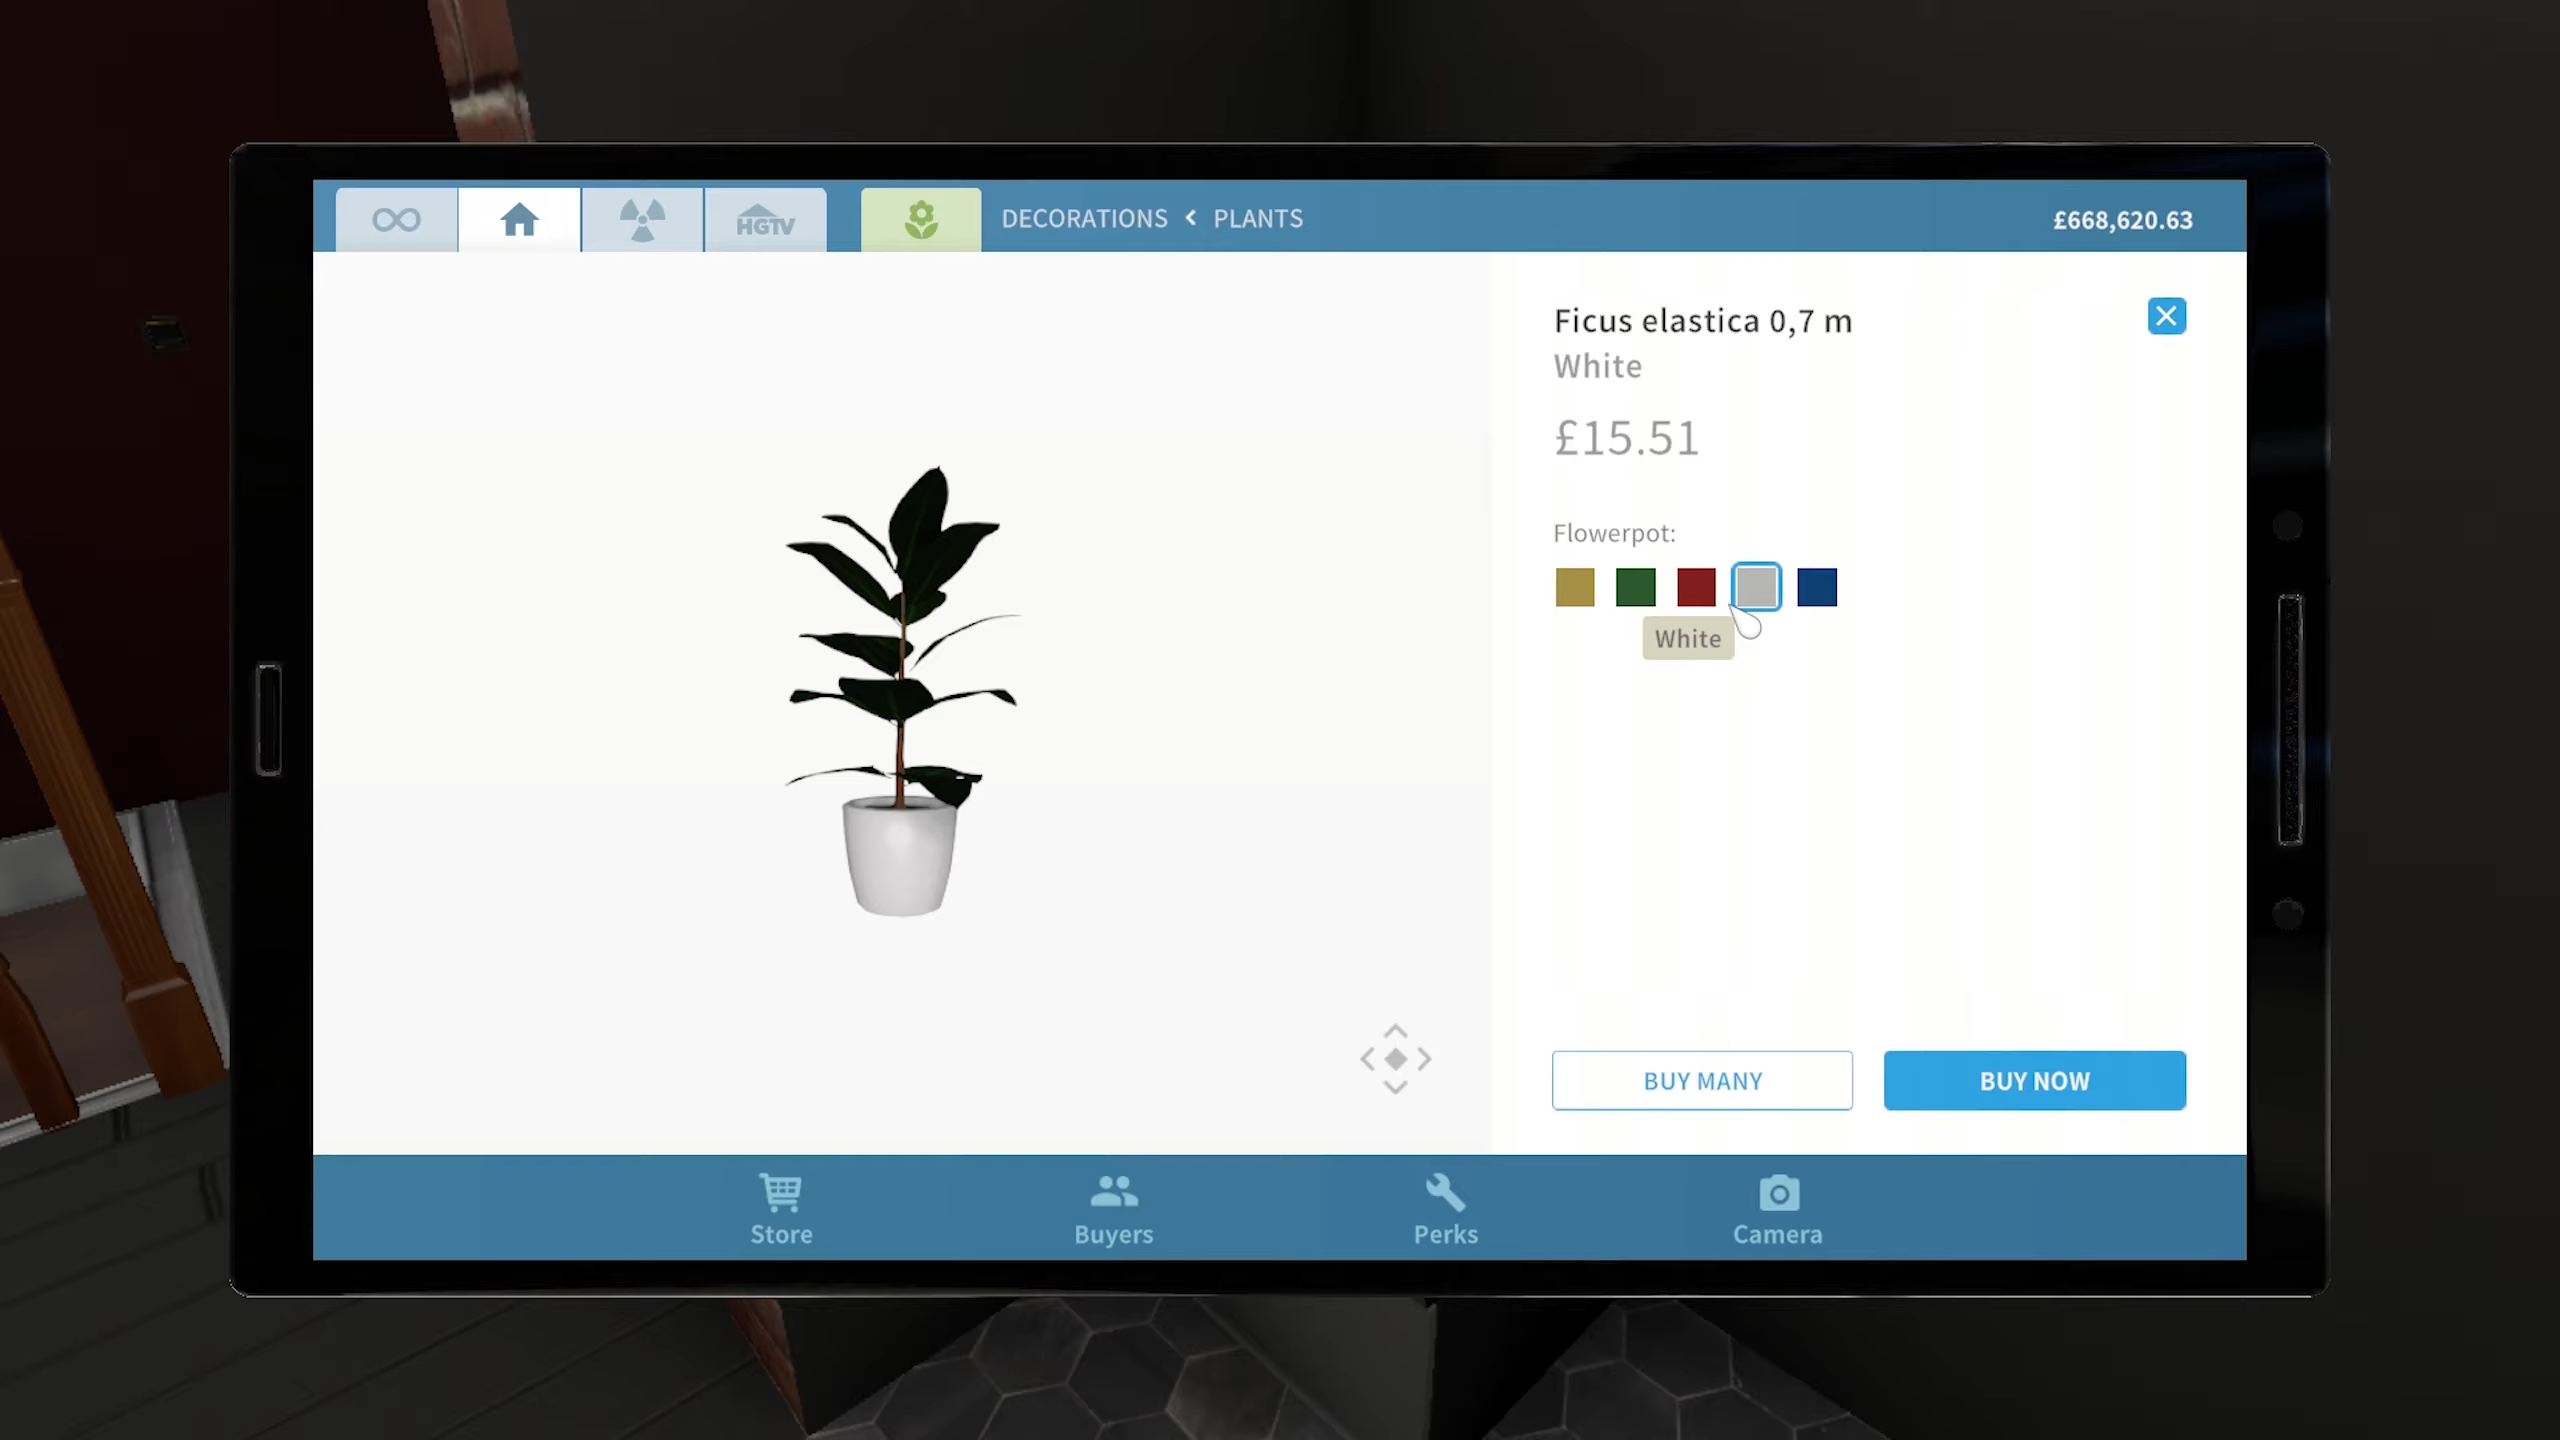 HGTV
DECORATIONS < PLANTS
£668,620.63
Ficus elastica 0,7 m
White
£15.51
Flowerpot:
White
BUY MANY
BUY NOW
Store
Buyers
Perks
Camera